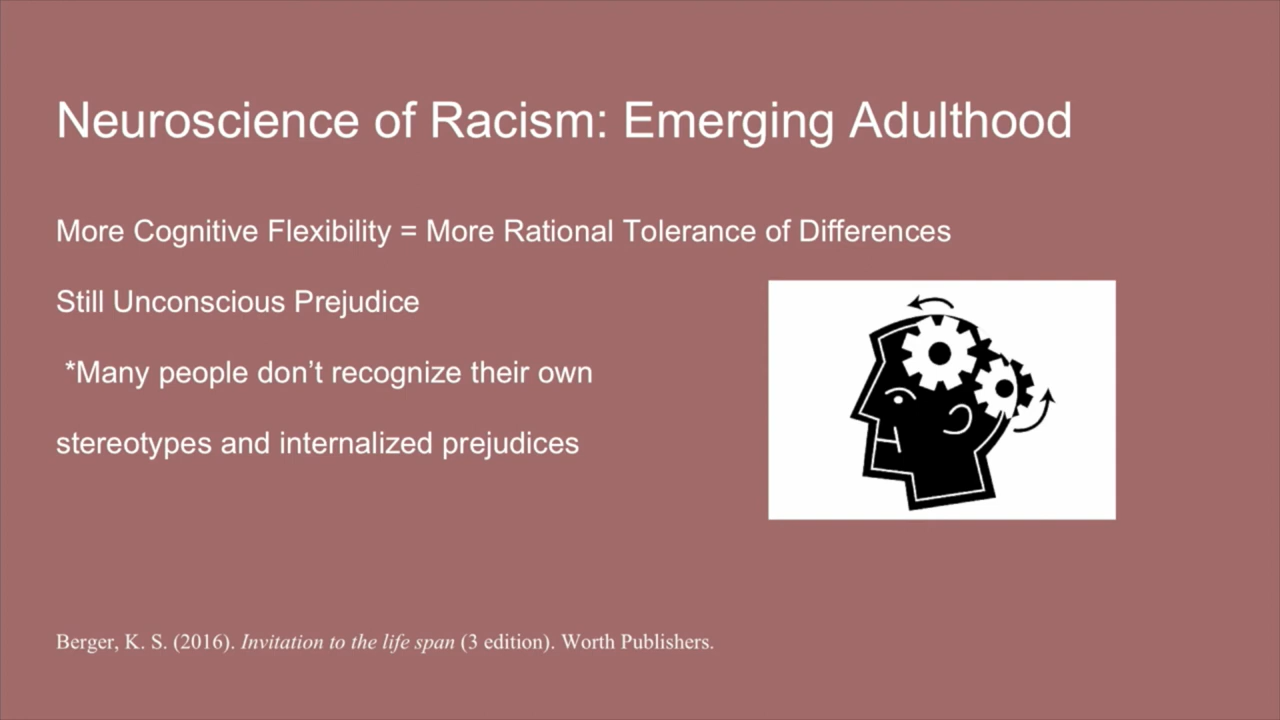 Neuroscience of Racism: Emerging Adulthood
More Cognitive Flexibility = More Rational Tolerance of Differences
Still Unconscious Prejudice
*Many people don’t recognize their own
stereotypes and internalized prejudices
Berger, K. S. (2016). Invitation to the life span (3 edition). Worth Publishers.